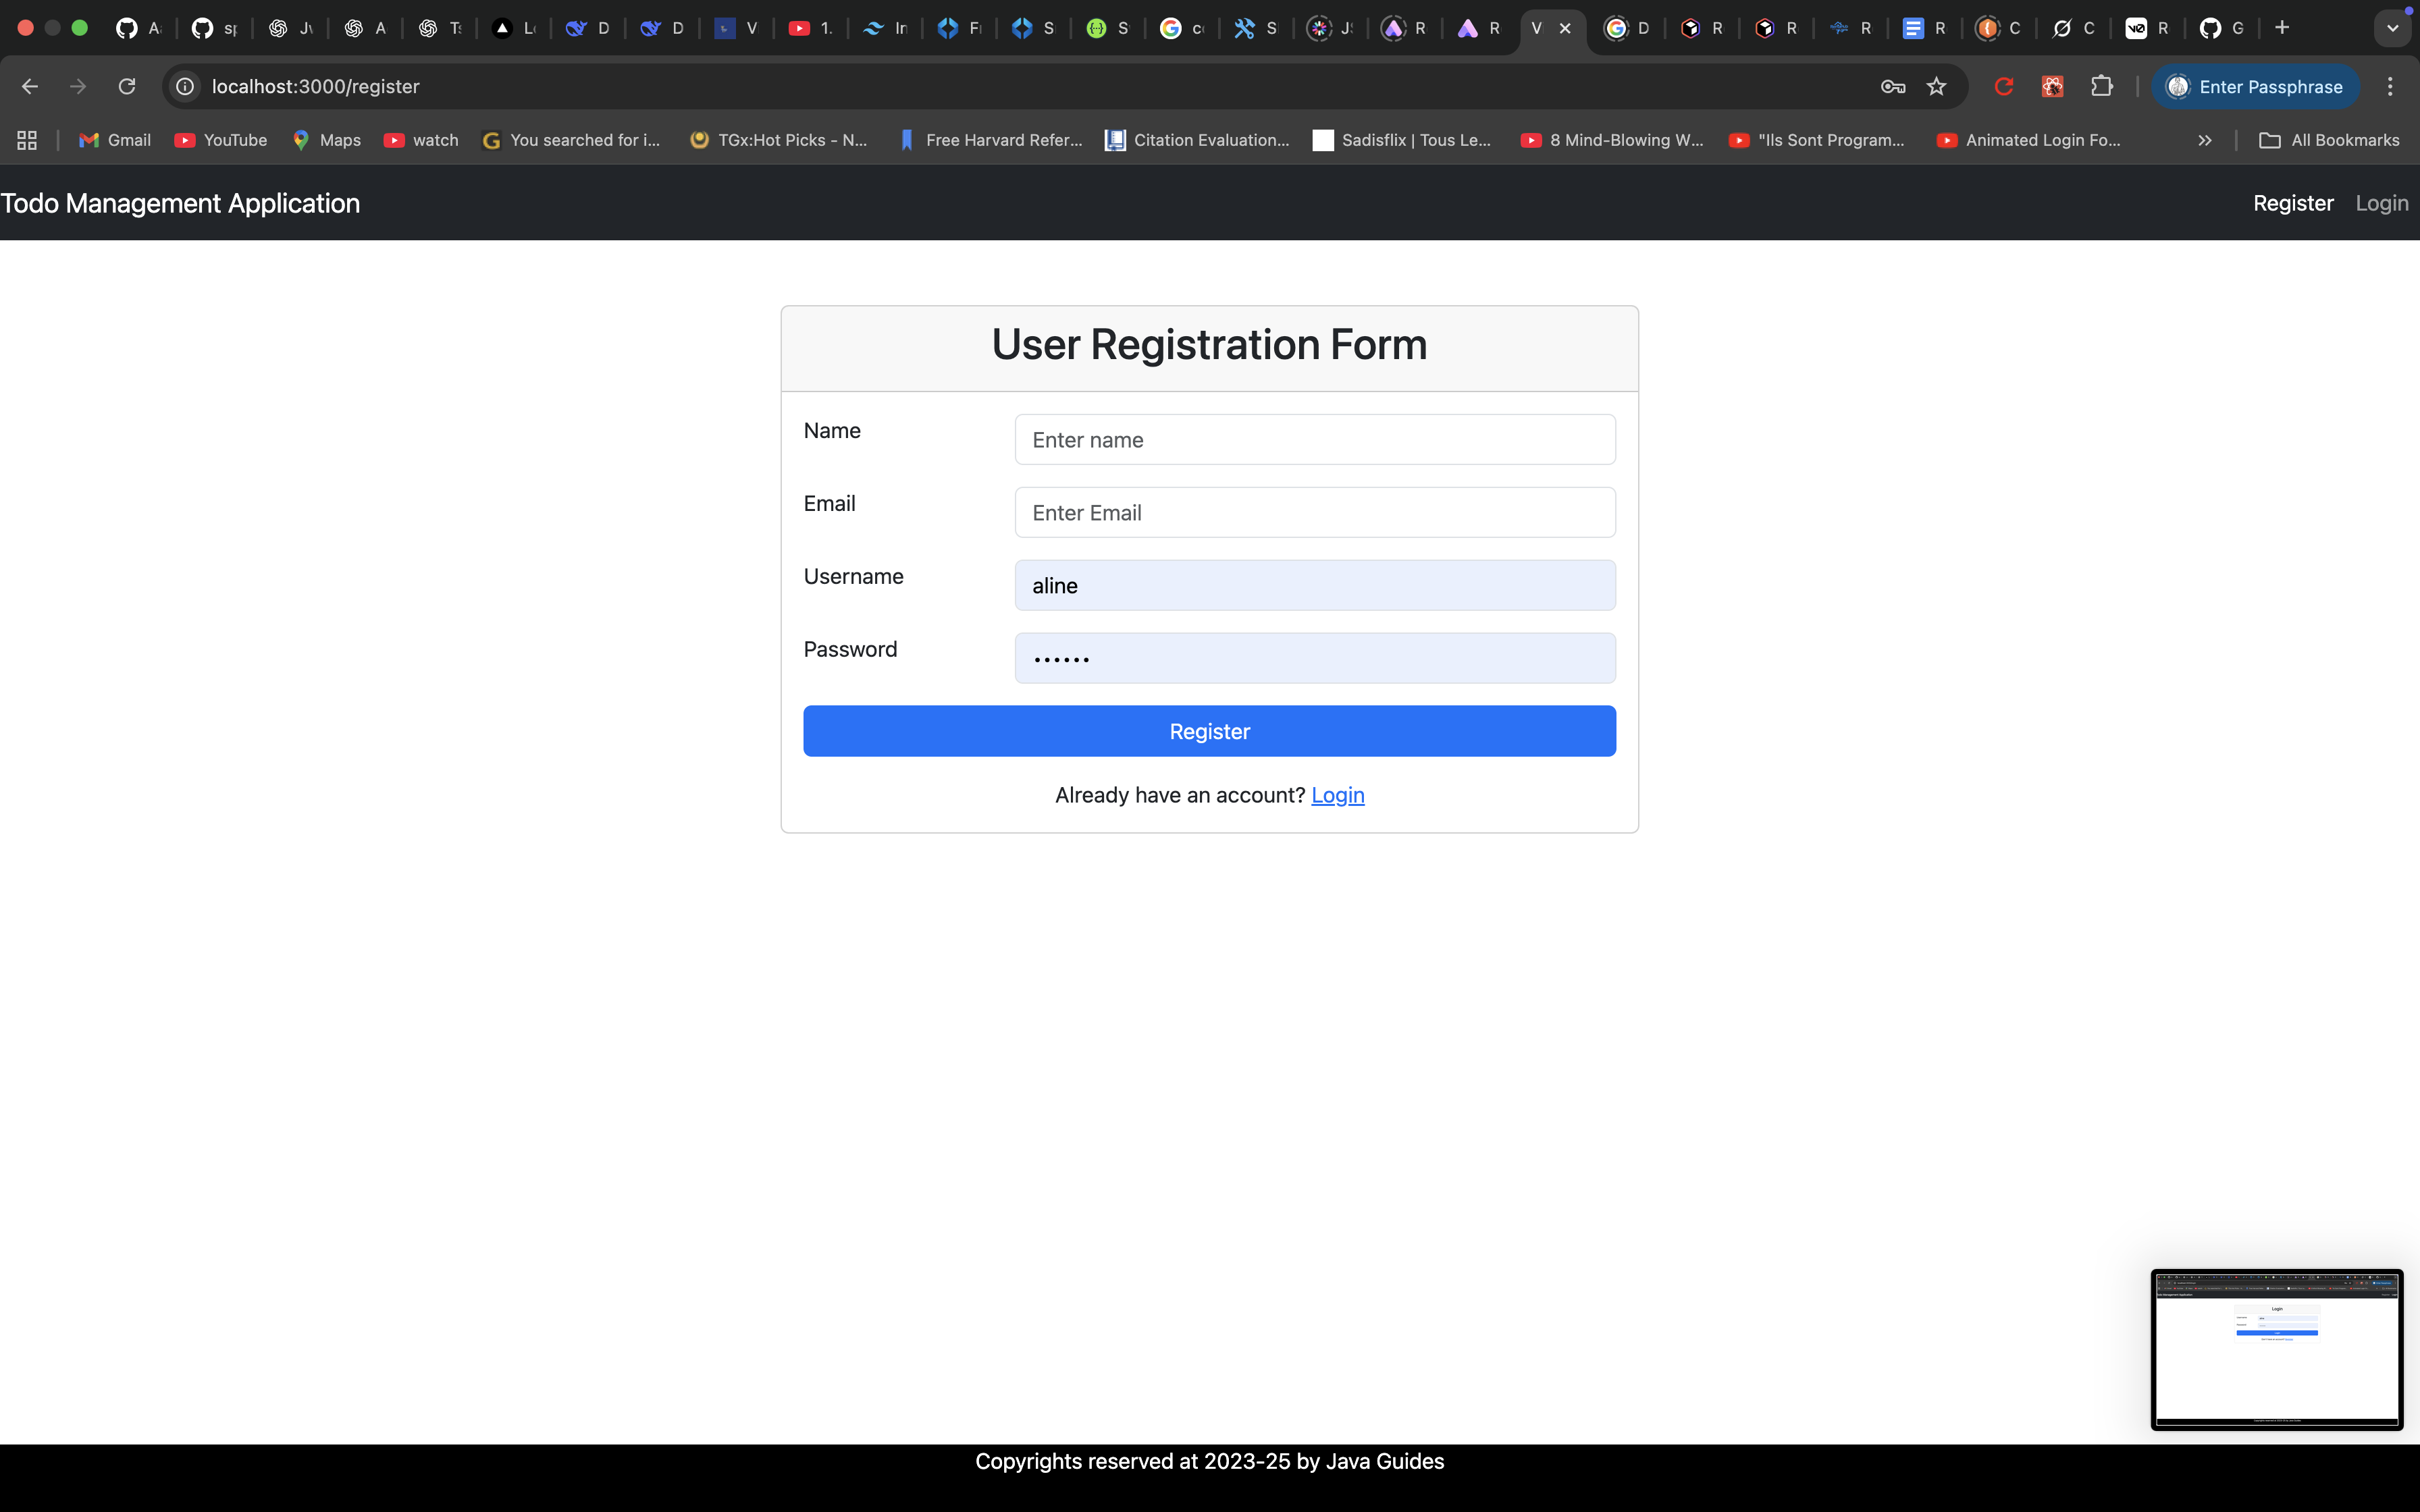 A
sp
A
D
D
V
1.
S
R
R
V
D
R
R
R
R
C
C
R
G
localhost:3000/register
Enter Passphrase
Gmail
YouTube
Maps
watch
You searched for i...
TGx:Hot Picks - N...
Free Harvard Refer...
Citation Evaluation...
Sadisflix | Tous Le...
8 Mind-Blowing W...
"Ils Sont Program...
Animated Login Fo...
All Bookmarks
Todo Management Application
Register
Login
User Registration Form
Name
Enter name
Email
Enter Email
Username
aline
Password
Register
Already have an account? Login
Login
Copyrights reserved at 2023-25 by Java Guides